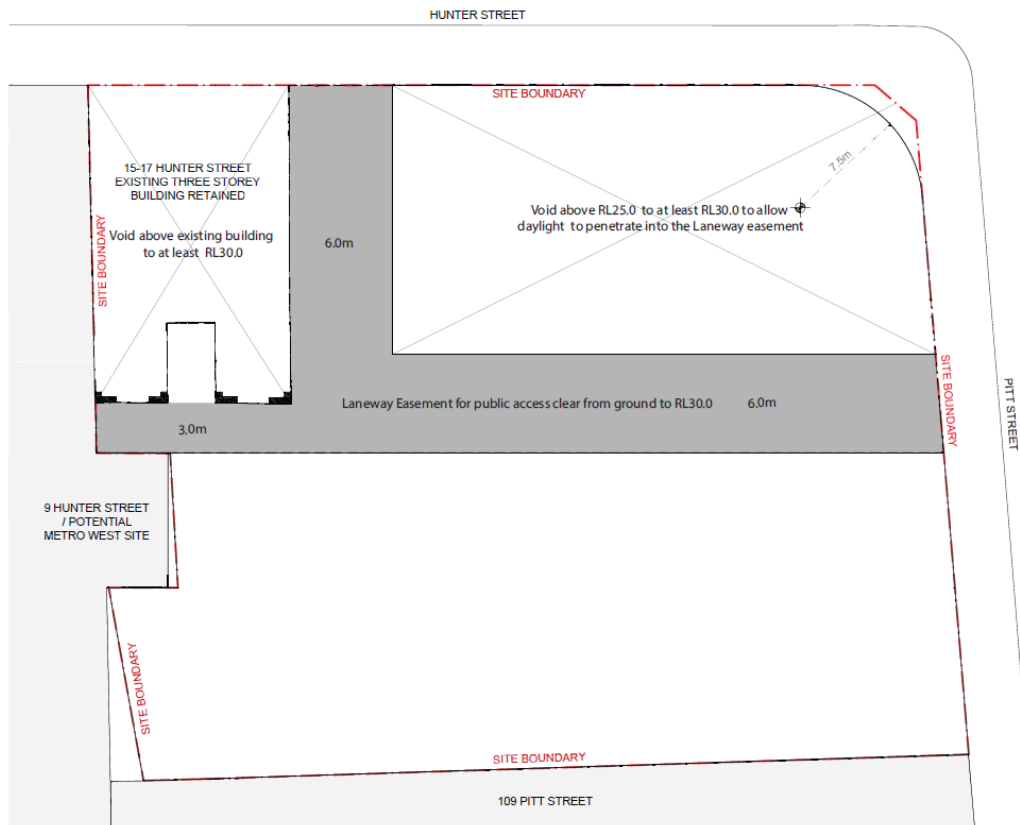 HUNTER STREET
SITE BOUNDARY
15-17 HUNTER STREET
EXISTING THREE STOREY
BUILDING RETAINED
Void above existing building
to at least RL30.0
SITE BOUNDARY
6.0m
7.5m
Void above RL25.0 to at least RL30.0 to allow
daylight to penetrate into the Laneway easement
SITE BOUNDARY
PITT STREET
Laneway Easement for public access clear from ground to RL30.0
6.0m
3.0m
9 HUNTER STREET
/ POTENTIAL
METRO WEST SITE
SITE BOUNDARY
SITE BOUNDARY
109 PITT STREET